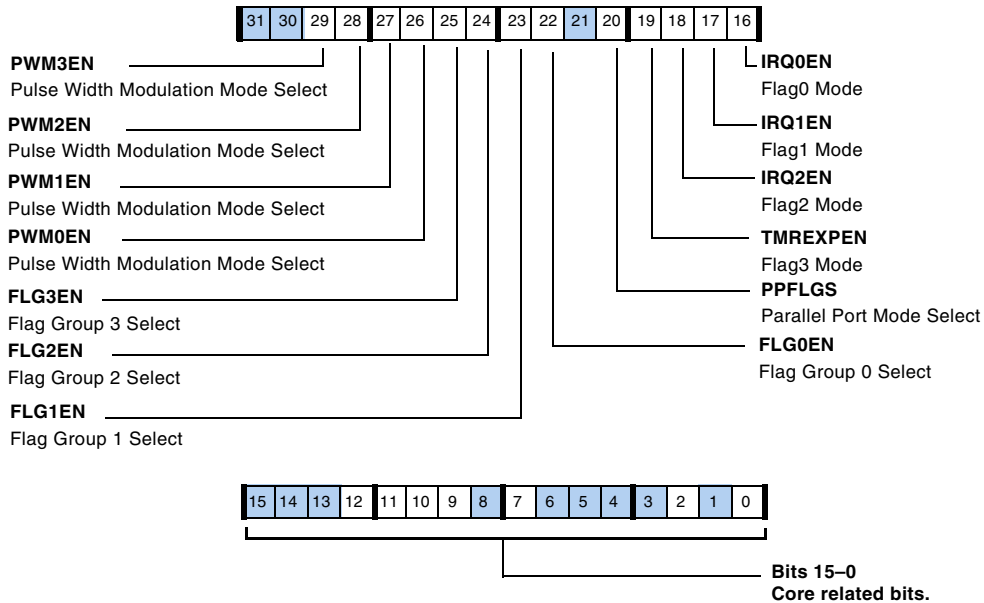 31 30 29 28 27 26 25 24 23 22 21 20 19 18 17 16
PWM3EN
Pulse Width Modulation Mode Select
PWM2EN
Pulse Width Modulation Mode Select
PWM1EN
Pulse Width Modulation Mode Select
PWM0EN
Pulse Width Modulation Mode Select
FLG3EN
Flag Group 3 Select
FLG2EN
Flag Group 2 Select
FLG1EN
Flag Group 1 Select
IRQ0EN
Flag0 Mode
IRQ1EN
Flag1 Mode
IRQ2EN
Flag2 Mode
TMREXPEN
Flag3 Mode
PPFLGS
Parallel Port Mode Select
FLG0EN
Flag Group 0 Select
15 14 13 12 11 10 9 8 7 6 5 4 3 2 1 0
Bits 15–0
Core related bits.